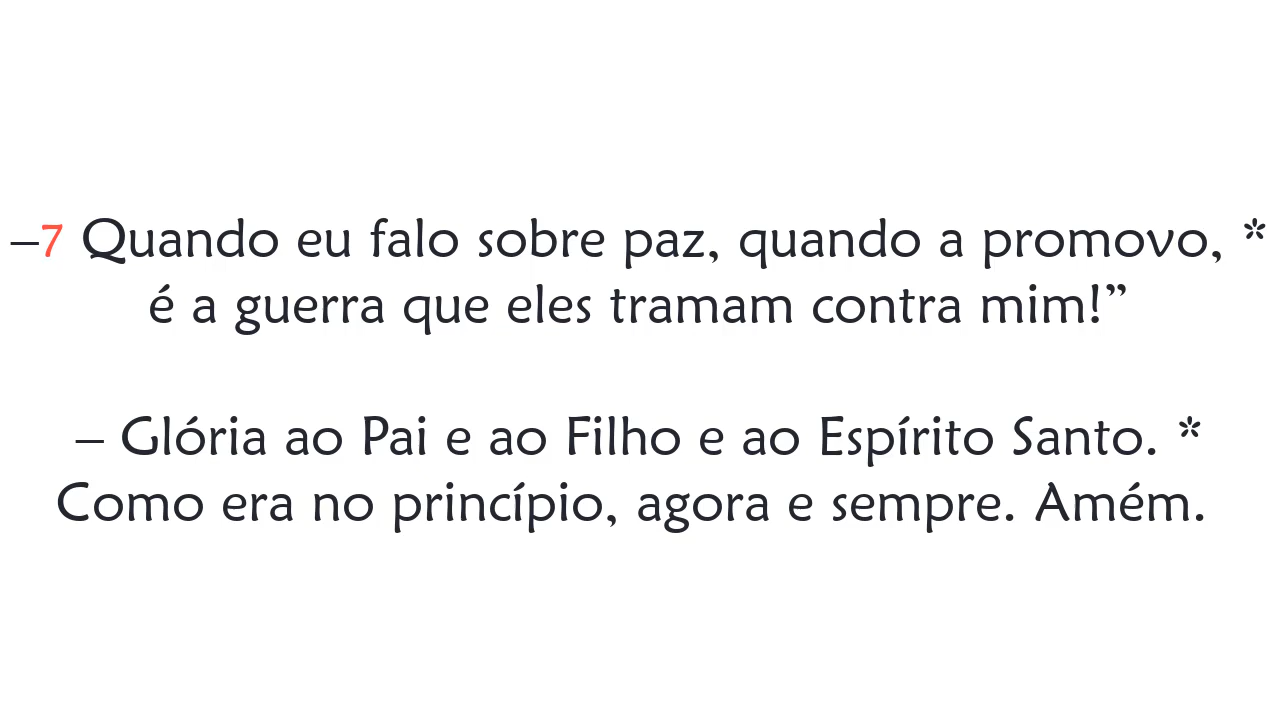 –7 Quando eu falo sobre paz, quando a promovo, *
é a guerra que eles tramam contra mim!”
– Glória ao Pai e ao Filho e ao Espírito Santo. *
Como era no princípio, agora e sempre. Amém.